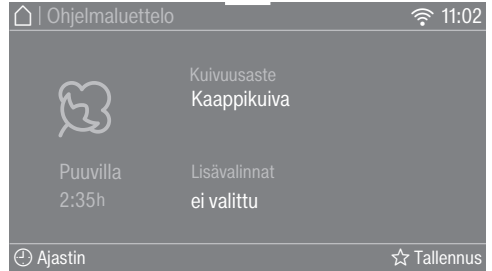 | Ohjelmaluettelo 11:02
Kuivuusaste
Kaappikuiva
Puuvilla
2:35h
Lisävalinnat
ei valittu
Ajastin
Tallennus